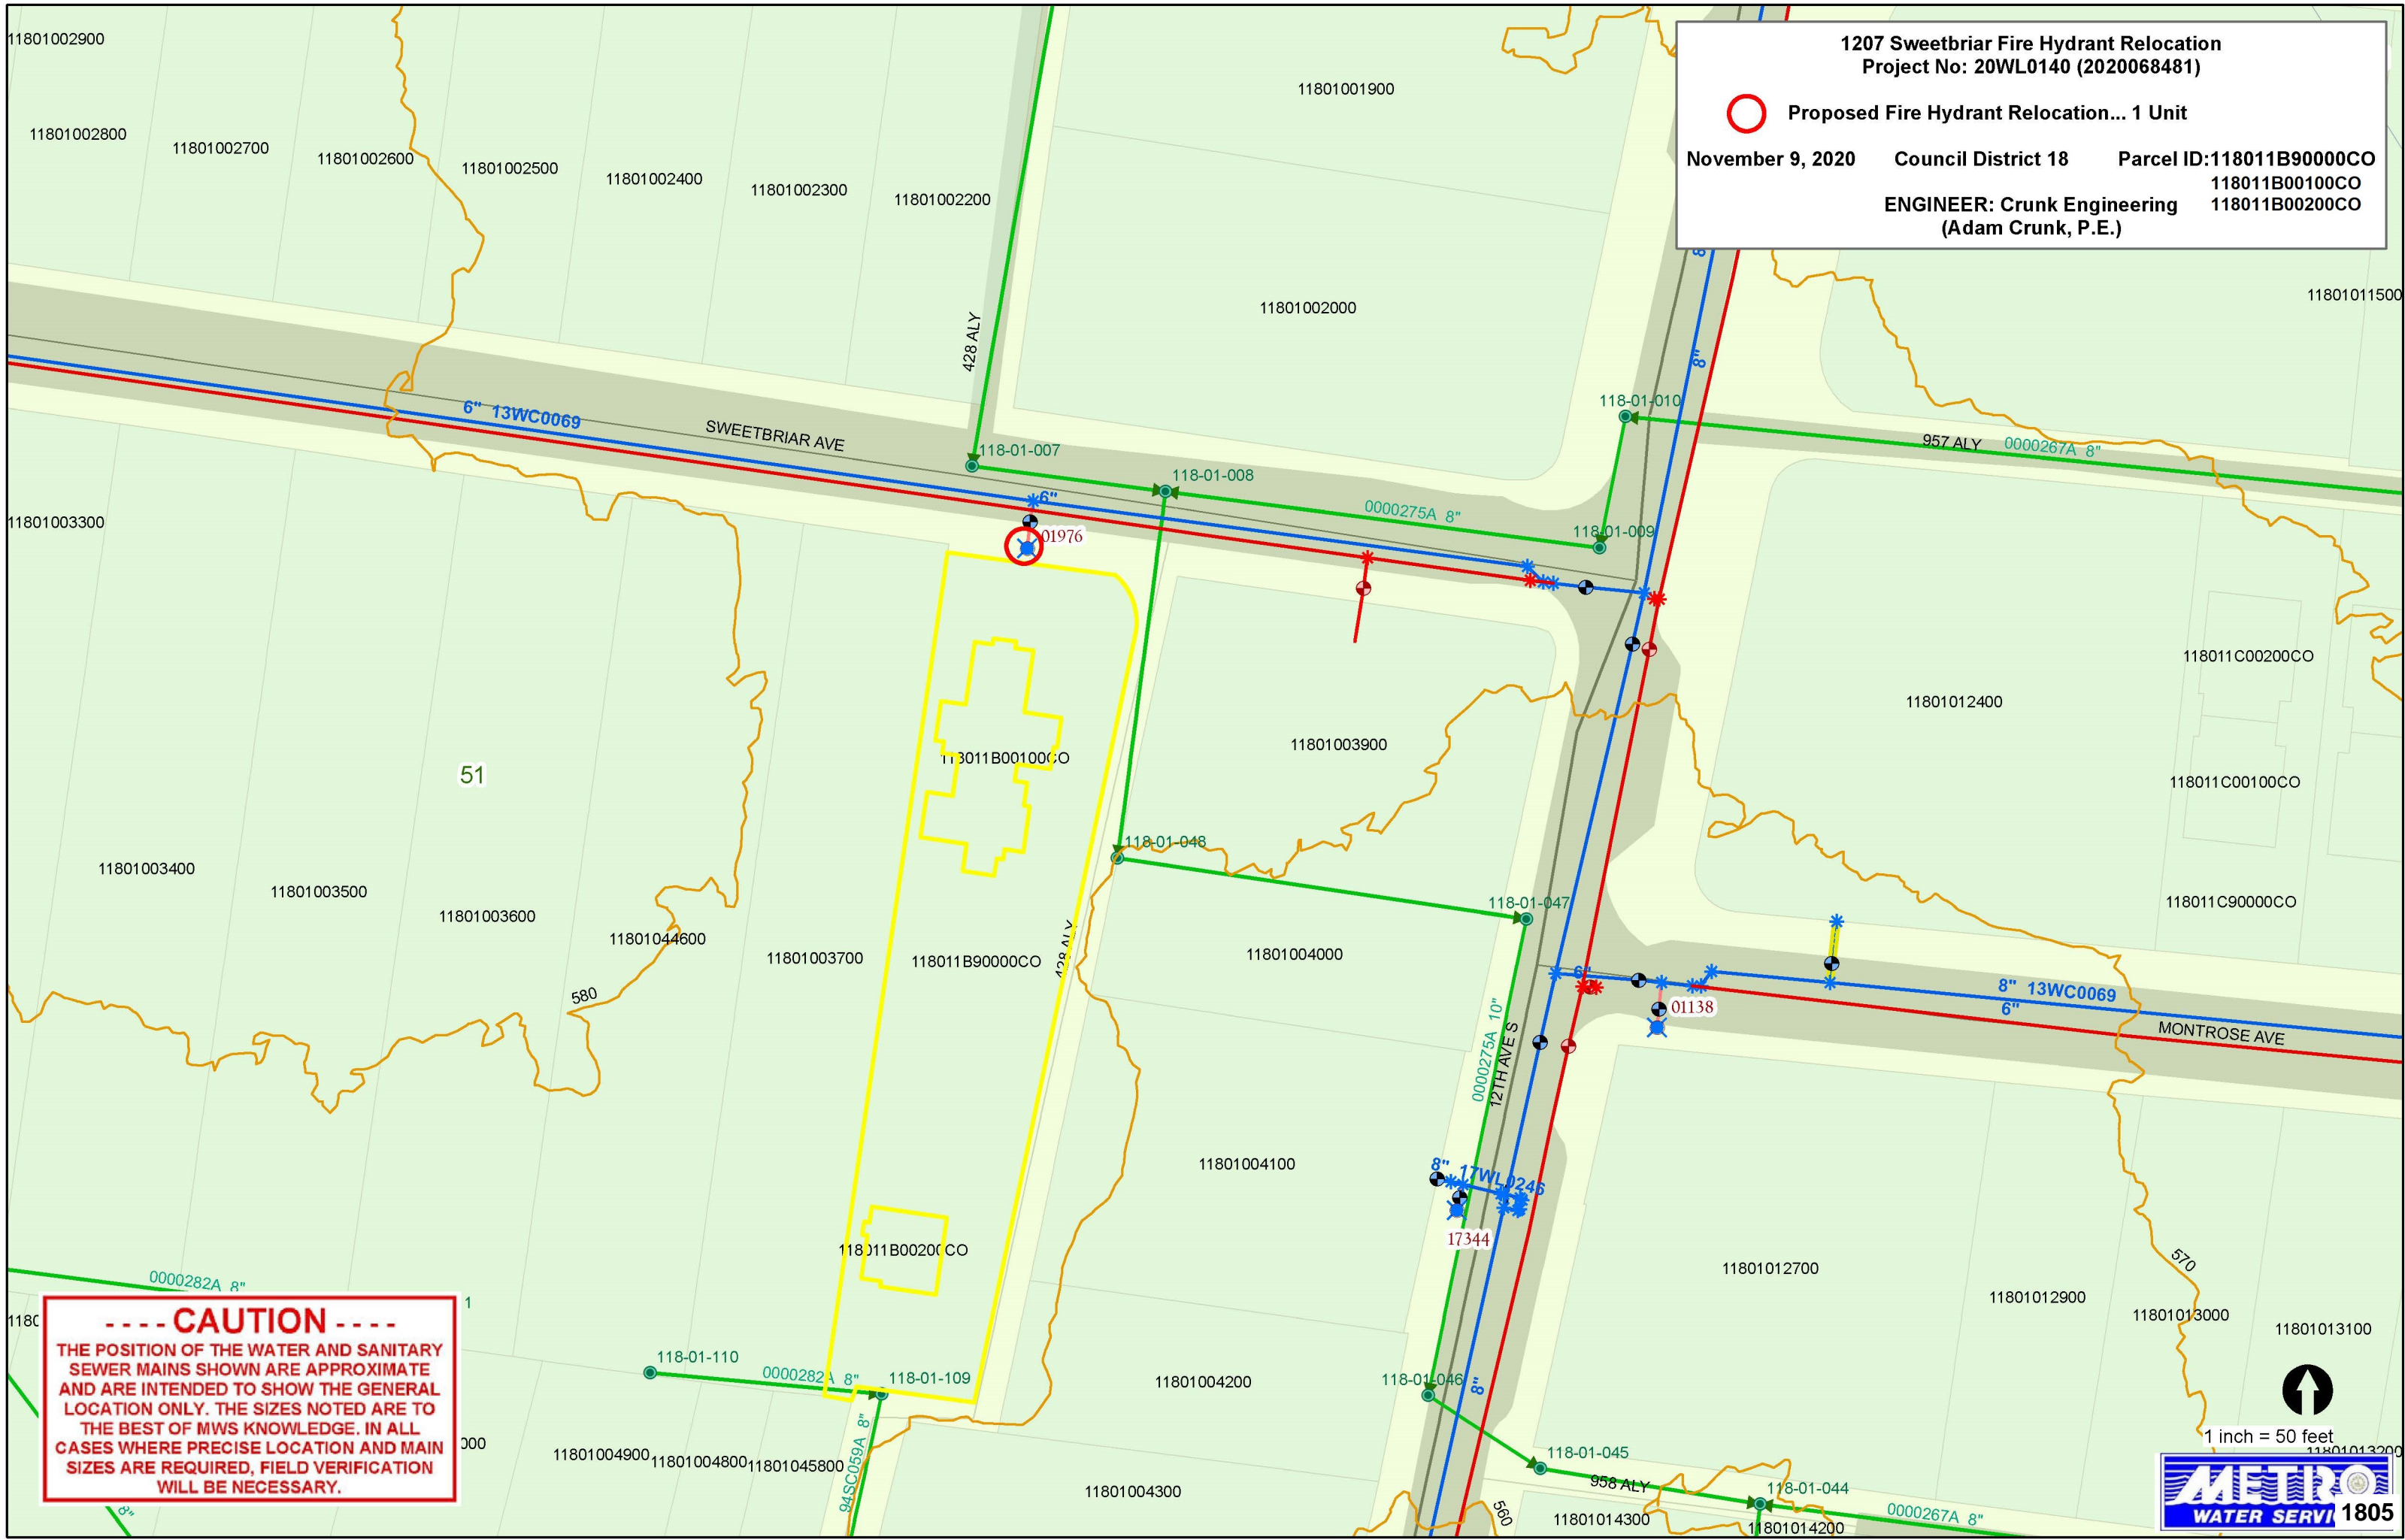 1207 Sweetbriar Fire Hydrant Relocation
Project No: 20WL0140 (2020068481)
Proposed Fire Hydrant Relocation... 1 Unit
November 9, 2020 Council District 18 Parcel ID:118011B90000CO
118011B00100CO
ENGINEER: Crunk Engineering 118011B00200CO
(Adam Crunk, P.E.)
11801002900
11801001900
11801002800
11801002700
11801002600
11801002500
11801002400
11801002300
11801002200
11801002000
11801011500
8"
428 ALY
8"
6" 13WC0069
SWEETBRIAR AVE
118-01-010
957 ALY 0000267A 8"
118-01-007
118-01-008
6"
0000275A 8"
118-01-009
01976
11801003300
118011C00200CO
11801012400
11801003900
118011B00100CO
51
118011C00100CO
118-01-048
11801003400
11801003500
118-01-047
118011C90000CO
11801003600
11801044600
11801003700
118011B90000CO
428 ALY
11801004000
6"
580
8" 13WC0069
6"
01138
MONTROSE AVE
0000275A 10"
12TH AVE S
11801004100
8" 17WL0246
17344
118011B00200CO
570
11801012700
0000282A 8"
11801012900
11801013000
11801013100
1
1180
- - - - CAUTION - - - -
THE POSITION OF THE WATER AND SANITARY
SEWER MAINS SHOWN ARE APPROXIMATE
AND ARE INTENDED TO SHOW THE GENERAL
LOCATION ONLY. THE SIZES NOTED ARE TO
THE BEST OF MWS KNOWLEDGE. IN ALL
CASES WHERE PRECISE LOCATION AND MAIN
SIZES ARE REQUIRED, FIELD VERIFICATION
WILL BE NECESSARY.
118-01-110
0000282A 8"
118-01-109
11801004200
118-01-046
8"
000
11801004900
11801004800
11801045800
94SC059A 8"
11801004300
118-01-045
958 ALY
118-01-044
0000267A 8"
560
11801014300
11801014200
8"
1 inch = 50 feet
11801013200
METRO
WATER SERVI
1805